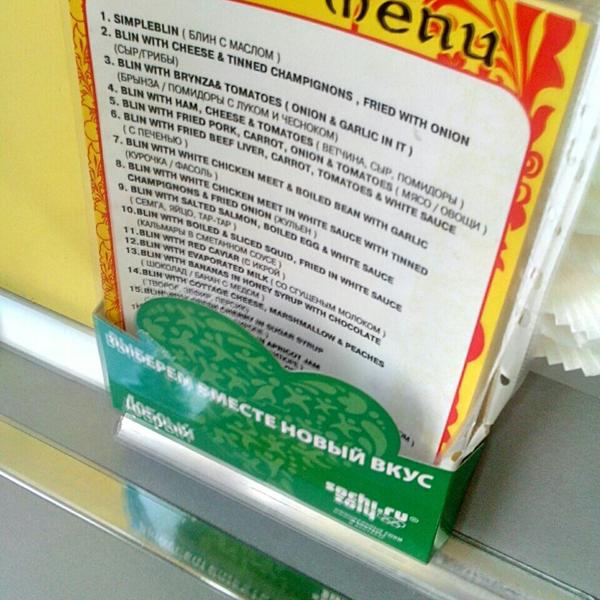 menu
1. SIMPLEBLIN ( БЛИН С МАСЛОМ )
2. BLIN WITH CHEESE & TINNED CHAMPIGNONS , FRIED WITH ONION
(СЫР/ГРИБЫ)
3. BLIN WITH BRYNZA& TOMATOES ( ONION & GARLIC IN IT )
(БРЫНЗА / ПОМИДОРЫ С ЛУКОМ И ЧЕСНОКОМ)
4. BLIN WITH HAM, CHEESE & TOMATOES ( ВЕТЧИНА, СЫР, ПОМИДОРЫ )
5. BLIN WITH FRIED PORK, CARROT, ONION & TOMATOES ( МЯСО / ОВОЩИ )
6. BLIN WITH FRIED BEEF LIVER, CARROT, TOMATOES & WHITE SAUCE
( С ПЕЧЕНЬЮ )
7. BLIN WITH WHITE CHICKEN MEET & BOILED BEAN WITH GARLIC
(КУРОЧКА / ФАСОЛЬ )
8. BLIN WITH WHITE CHICKEN MEET IN WHITE SAUCE WITH TINNED
CHAMPIGNONS & FRIED ONION (ЖУЛЬЕН )
9. BLIN WITH SALTED SALMON, BOILED EGG & WHITE SAUCE
( СЕМГА, ЯЙЦО, ТАР-ТАР )
10. BLIN WITH BOILED & SLICED SQUID, FRIED IN WHITE SAUCE
(КАЛЬМАРЫ В СМЕТАННОМ СОУСЕ )
11.BLIN WITH RED CAVIAR (С ИКРОЙ )
12.BLIN WITH EVAPORATED MILK ( СО СГУЩЕНЫМ МОЛОКОМ )
13.BLIN WITH BANANAS IN HONEY SYRUP WITH CHOCOLATE
( ШОКОЛАД / БАНАН С МЕДОМ )
14.BLIN WITH COTTAGE CHEESE, MARSHMALLOW & PEACHES
(ТВОРОГ, ЗЕФИР, ПЕРСИК)
15.BLIN IN SUGAR SYRUP
APRICOT JAM
ВЫБЕРЕМ ВМЕСТЕ НОВЫЙ ВКУС
Добрый
sochi.ru
2014